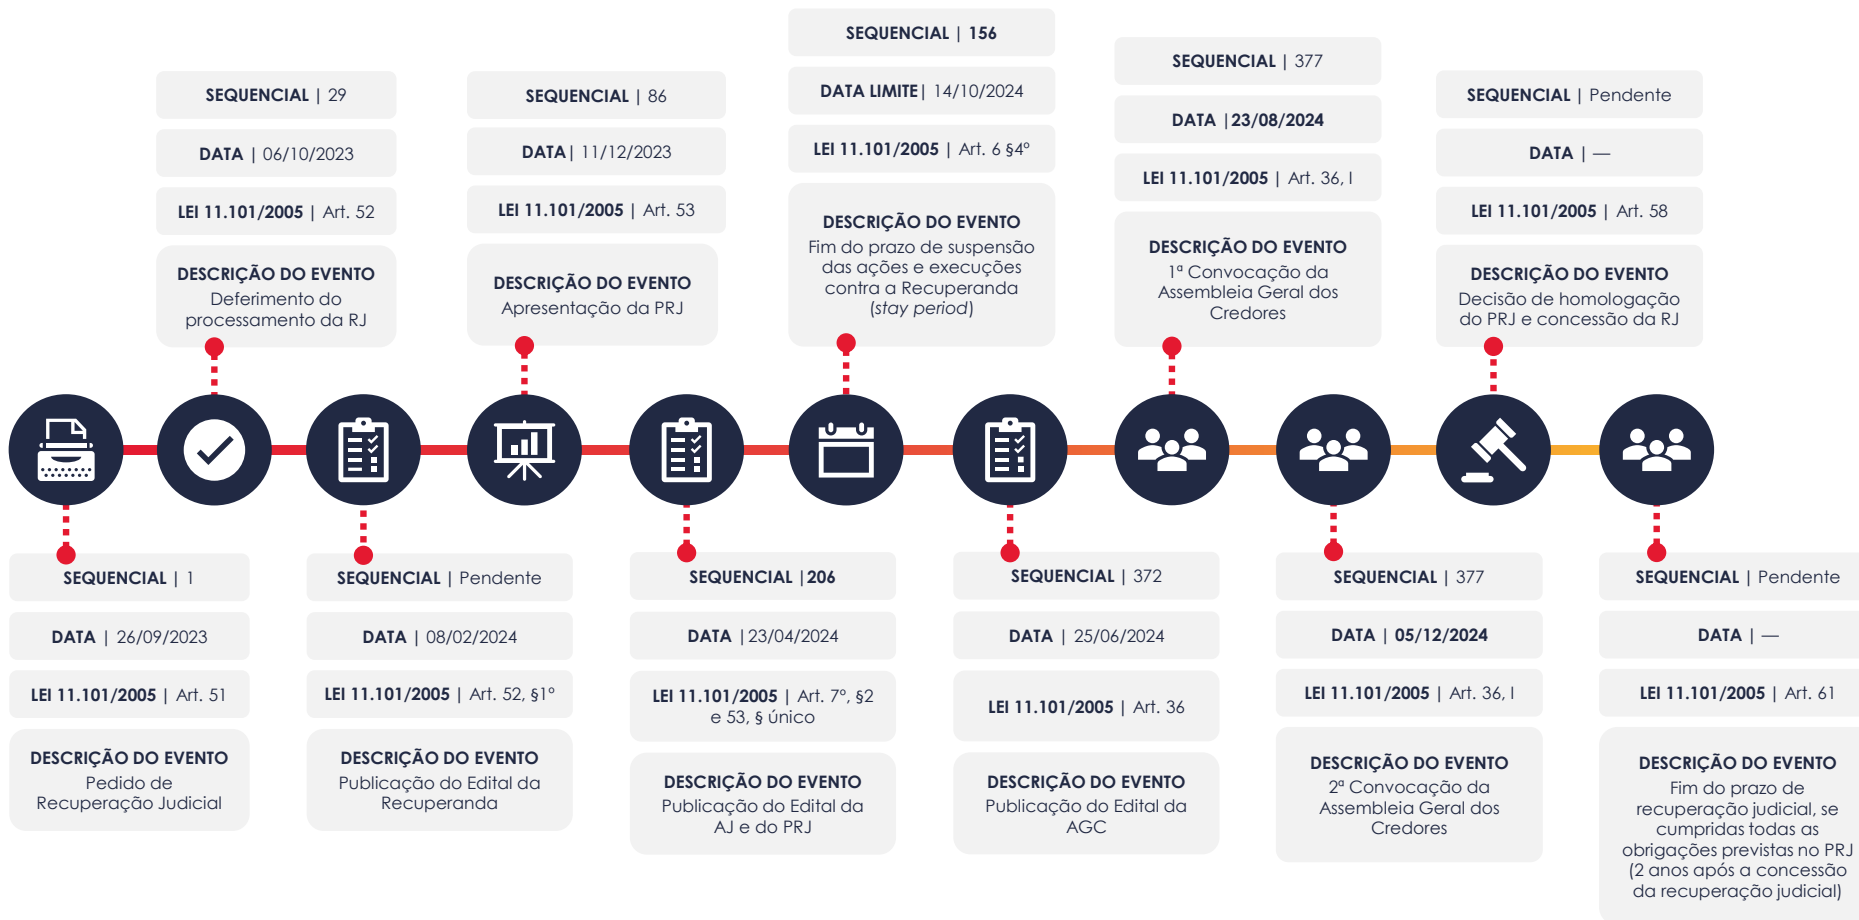 SEQUENCIAL | 29
DATA | 06/10/2023
LEI 11.101/2005 | Art. 52
DESCRIÇÃO DO EVENTO
Deferimento do
processamento da RJ
SEQUENCIAL | 86
DATA| 11/12/2023
LEI 11.101/2005 | Art. 53
DESCRIÇÃO DO EVENTO
Apresentação da PRJ
SEQUENCIAL | 156
DATA LIMITE| 14/10/2024
LEI 11.101/2005 | Art. 6 §4º
DESCRIÇÃO DO EVENTO
Fim do prazo de suspensão
das ações e execuções
contra a Recuperanda
(stay period)
SEQUENCIAL | 377
DATA |23/08/2024
LEI 11.101/2005 | Art. 36, I
DESCRIÇÃO DO EVENTO
1ª Convocação da
Assembleia Geral dos
Credores
SEQUENCIAL | Pendente
DATA | —
LEI 11.101/2005 | Art. 58
DESCRIÇÃO DO EVENTO
Decisão de homologação
do PRJ e concessão da RJ
SEQUENCIAL | 1
DATA | 26/09/2023
LEI 11.101/2005 | Art. 51
DESCRIÇÃO DO EVENTO
Pedido de
Recuperação Judicial
SEQUENCIAL | Pendente
DATA | 08/02/2024
LEI 11.101/2005 | Art. 52, §1º
DESCRIÇÃO DO EVENTO
Publicação do Edital da
Recuperanda
SEQUENCIAL |206
DATA |23/04/2024
LEI 11.101/2005 | Art. 7º, §2
e 53, § único
DESCRIÇÃO DO EVENTO
Publicação do Edital da
AJ e do PRJ
SEQUENCIAL | 372
DATA | 25/06/2024
LEI 11.101/2005 | Art. 36
DESCRIÇÃO DO EVENTO
Publicação do Edital da
AGC
SEQUENCIAL | 377
DATA | 05/12/2024
LEI 11.101/2005 | Art. 36, I
DESCRIÇÃO DO EVENTO
2ª Convocação da
Assembleia Geral dos
Credores
SEQUENCIAL | Pendente
DATA | —
LEI 11.101/2005 | Art. 61
DESCRIÇÃO DO EVENTO
Fim do prazo de
recuperação judicial, se
cumpridas todas as
obrigações previstas no PRJ
(2 anos após a concessão
da recuperação judicial)